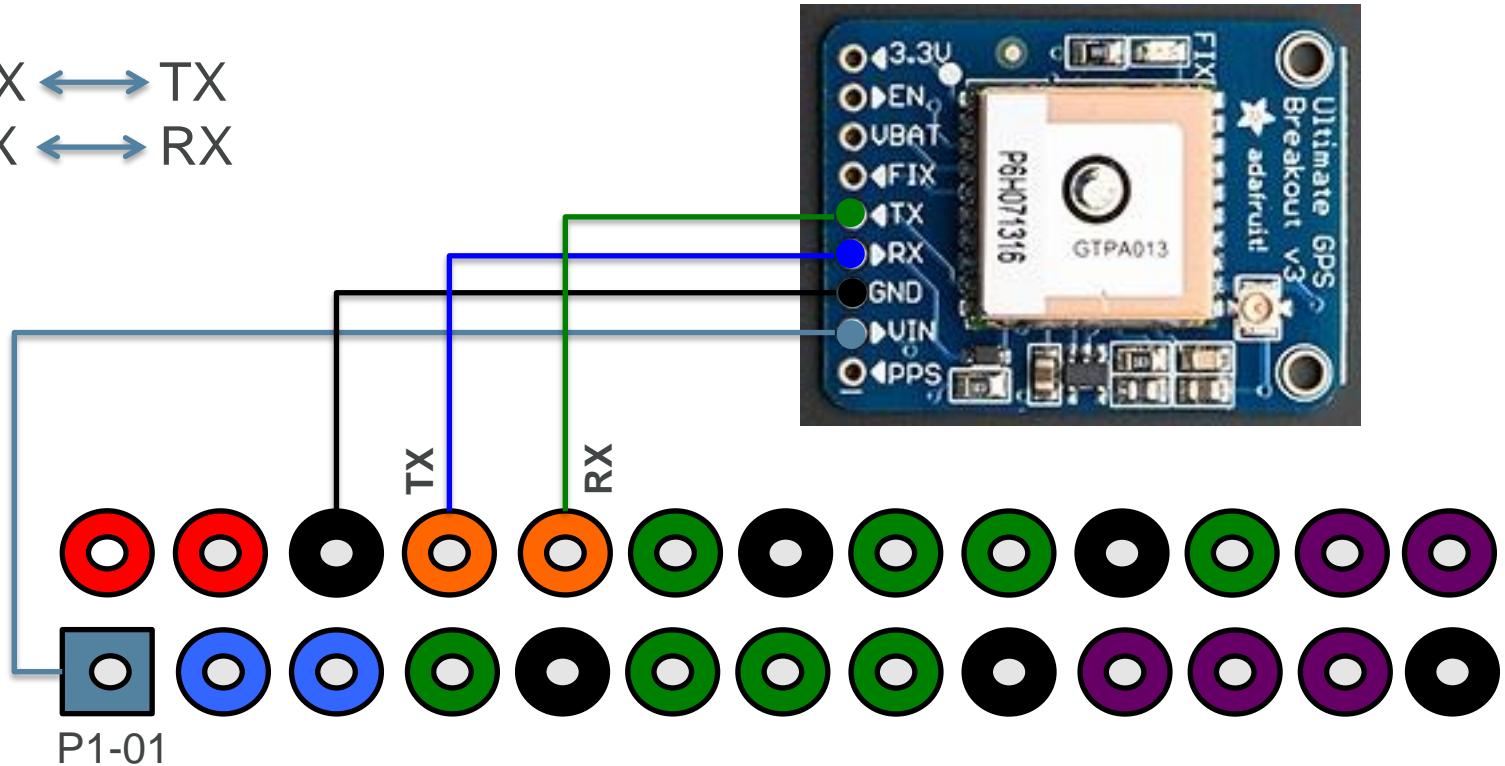 X TX
X RX
3.3V
EN
VBAT
FIX
TX
RX
GND
VIN
PPS
FIX
P6H071316
GTPA013
adafruit!
Ultimate GPS
Breakout v3
TX
RX
P1-01